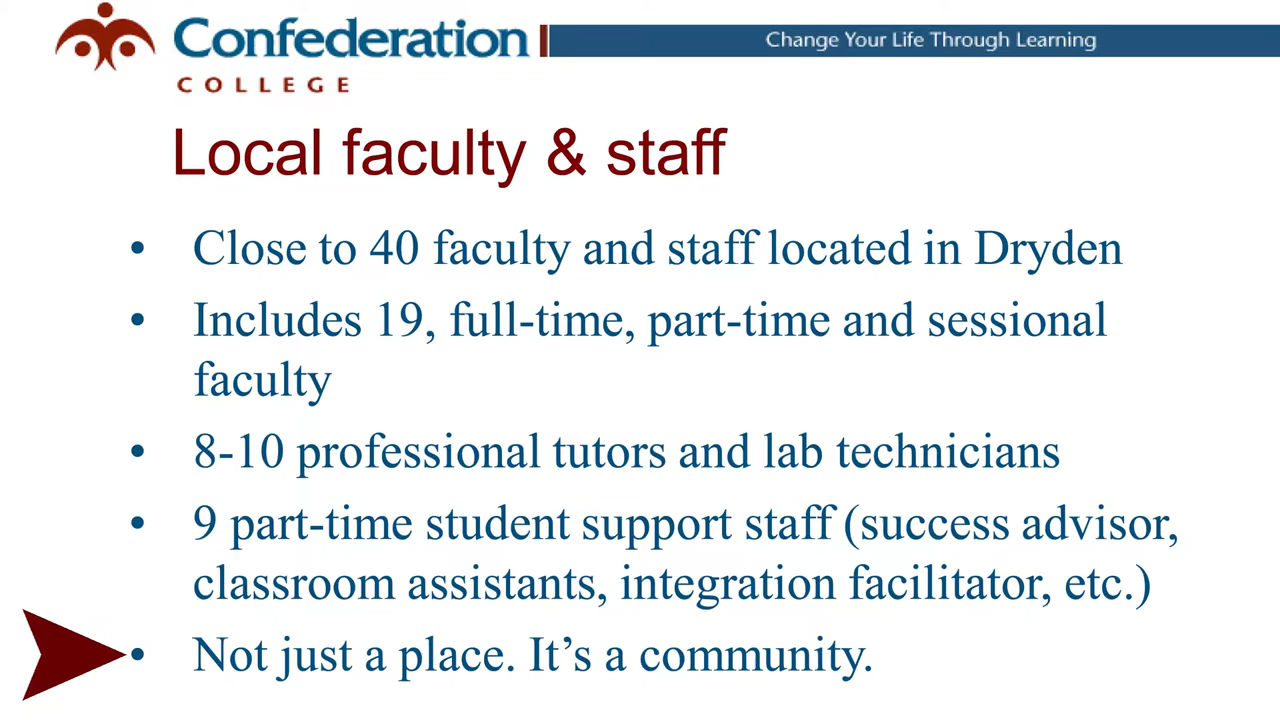 Confederation
COLLEGE
Change Your Life Through Learning
Local faculty & staff
• Close to 40 faculty and staff located in Dryden
• Includes 19, full-time, part-time and sessional
faculty
• 8-10 professional tutors and lab technicians
• 9 part-time student support staff (success advisor,
classroom assistants, integration facilitator, etc.)
• Not just a place. It’s a community.